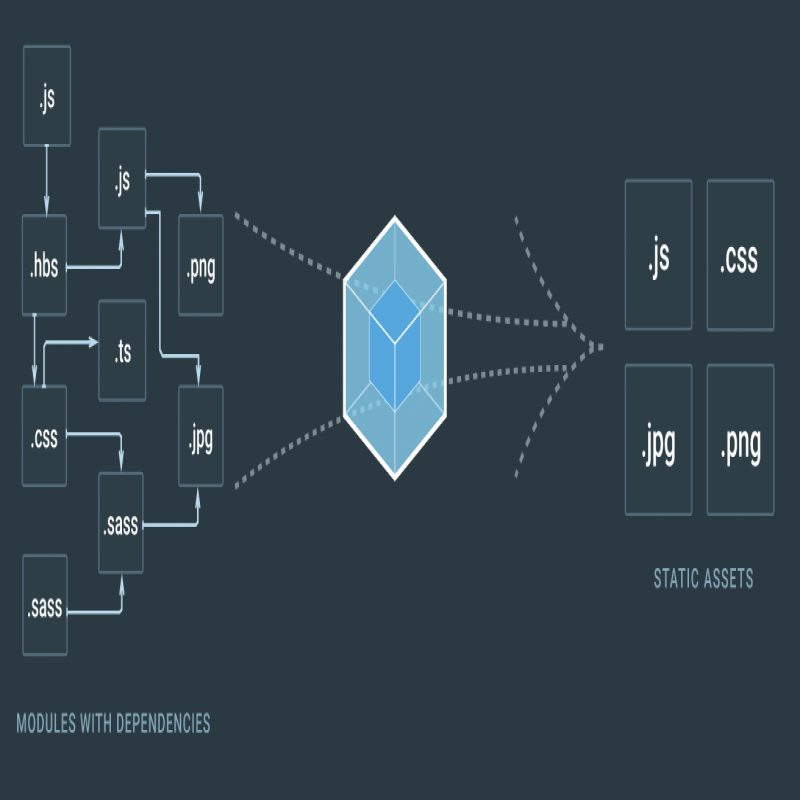 .js
.js
.hbs
.png
.ts
.css
.jpg
.sass
.sass
MODULES WITH DEPENDENCIES
.js
.css
.jpg
.png
STATIC ASSETS